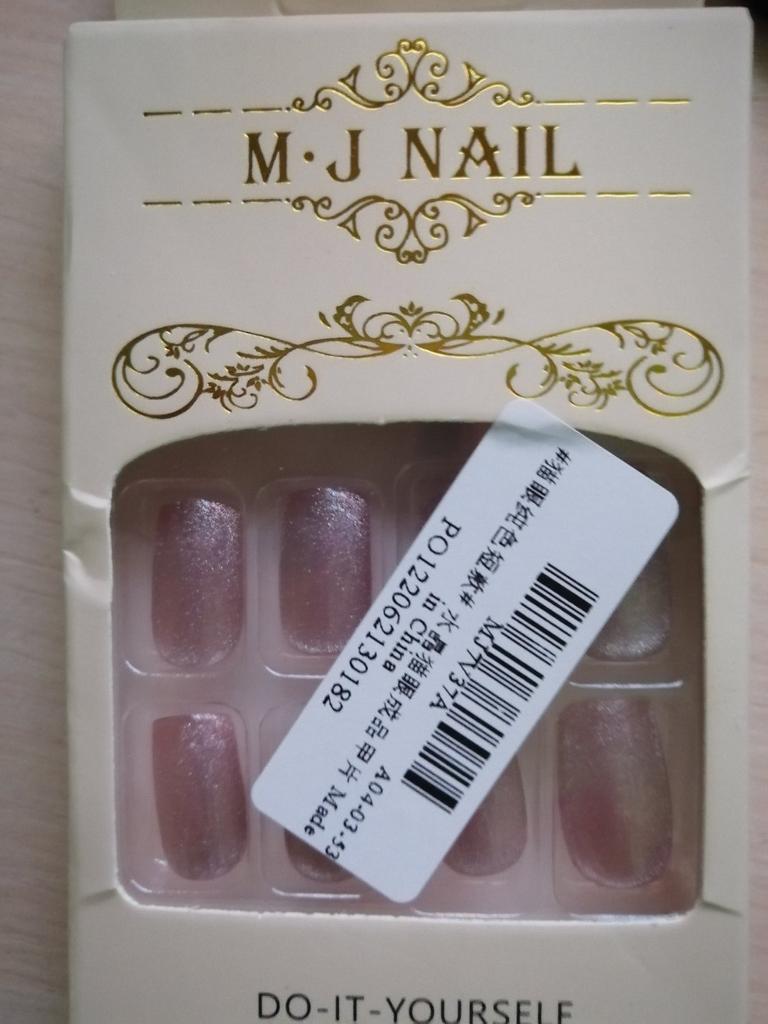 M·J NAIL
A04-03-53
MJ7V37A
#猫眼纯色短款# 水晶猫眼成品甲片 Made
in China
PO122062130182
DO-IT-YOURSELF